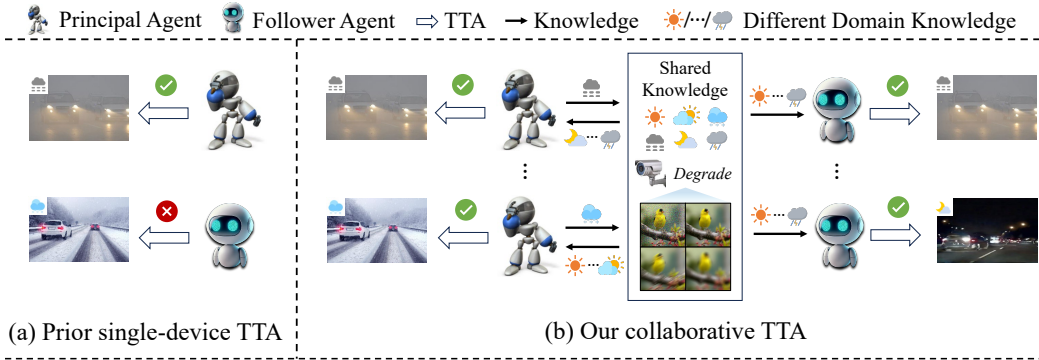 Principal Agent Follower Agent TTA Knowledge /···/ Different Domain Knowledge
Shared
Knowledge
Degrade
(a) Prior single-device TTA
(b) Our collaborative TTA